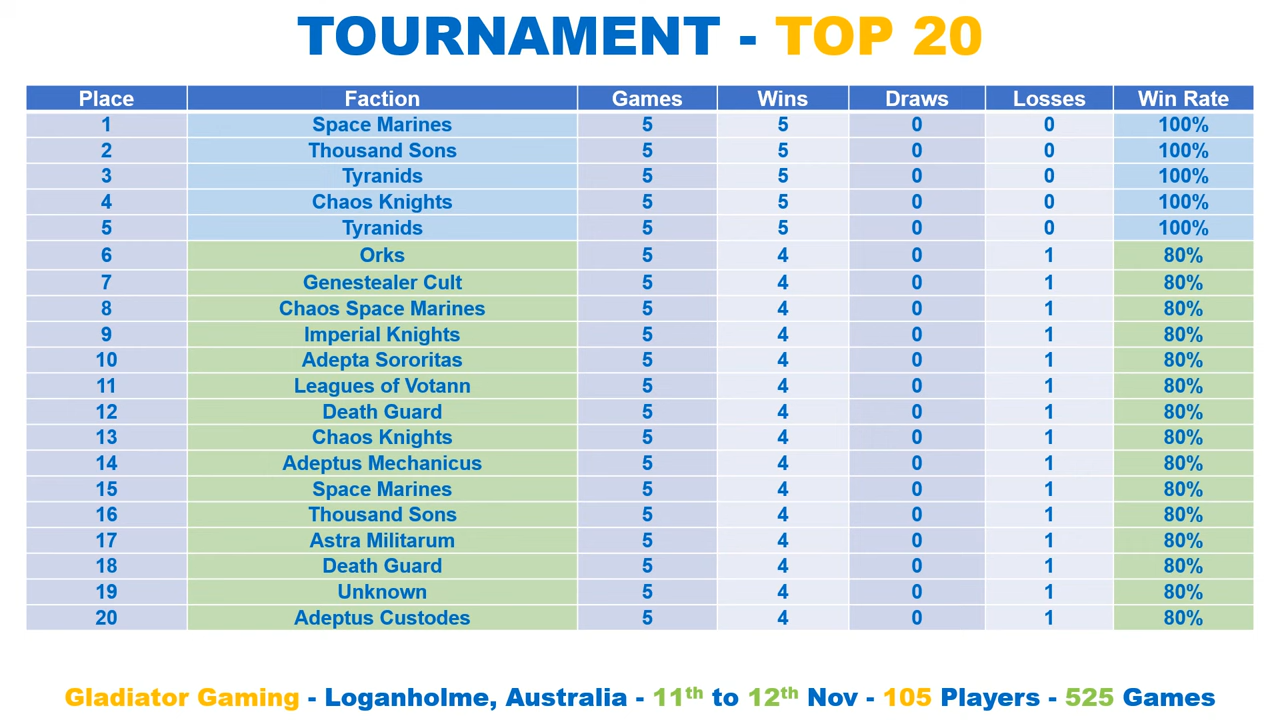 TOURNAMENT - TOP 20
Place Faction Games Wins Draws Losses Win Rate
1 Space Marines 5 5 0 0 100%
2 Thousand Sons 5 5 0 0 100%
3 Tyranids 5 5 0 0 100%
4 Chaos Knights 5 5 0 0 100%
5 Tyranids 5 5 0 0 100%
6 Orks 5 4 0 1 80%
7 Genestealer Cult 5 4 0 1 80%
8 Chaos Space Marines 5 4 0 1 80%
9 Imperial Knights 5 4 0 1 80%
10 Adepta Sororitas 5 4 0 1 80%
11 Leagues of Votann 5 4 0 1 80%
12 Death Guard 5 4 0 1 80%
13 Chaos Knights 5 4 0 1 80%
14 Adeptus Mechanicus 5 4 0 1 80%
15 Space Marines 5 4 0 1 80%
16 Thousand Sons 5 4 0 1 80%
17 Astra Militarum 5 4 0 1 80%
18 Death Guard 5 4 0 1 80%
19 Unknown 5 4 0 1 80%
20 Adeptus Custodes 5 4 0 1 80%
Gladiator Gaming - Loganholme, Australia - 11th to 12th Nov - 105 Players - 525 Games